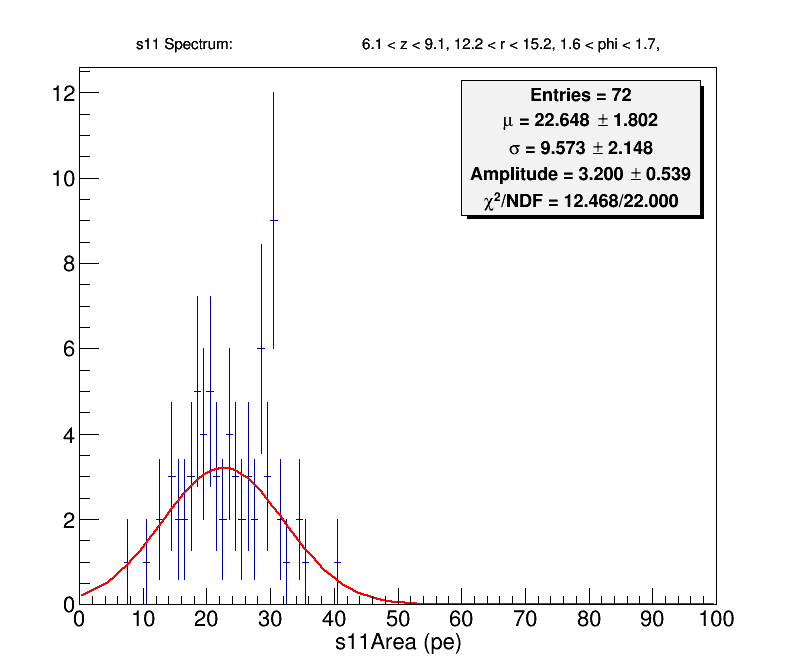 s11 Spectrum: 6.1 < z < 9.1, 12.2 < r < 15.2, 1.6 < phi < 1.7,
Entries = 72
μ = 22.648 ± 1.802
σ = 9.573 ± 2.148
Amplitude = 3.200 ± 0.539
χ²/NDF = 12.468/22.000
12
10
8
6
4
2
0
0 10 20 30 40 50 60 70 80 90 100
s11Area (pe)